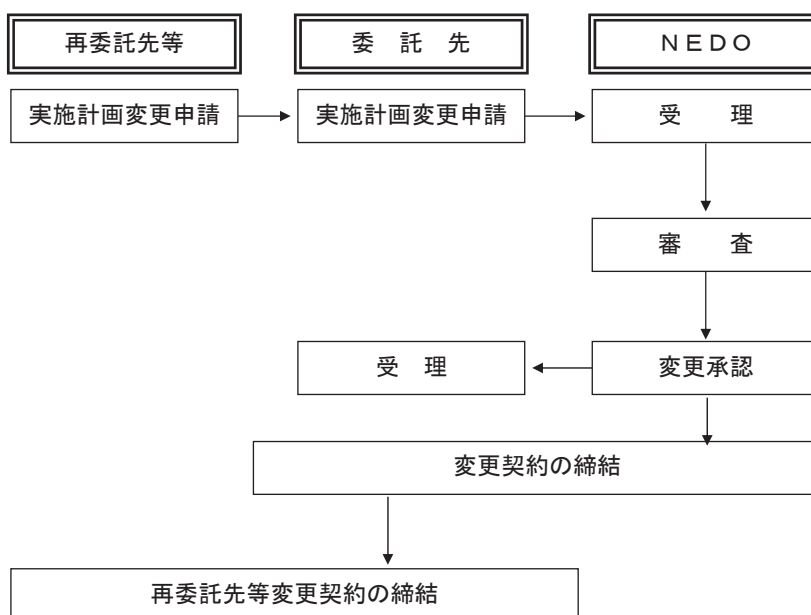 再委託先等
委　託　先
ＮＥＤＯ
実施計画変更申請
実施計画変更申請
受　　理
審　　査
受　理
変更承認
変更契約の締結
再委託先等変更契約の締結